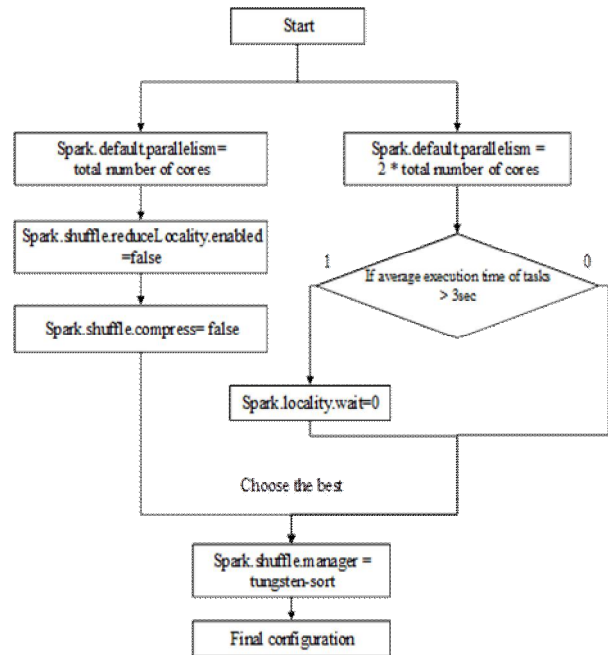 Start
Spark.default.parallelism=
total number of cores
Spark.default.parallelism =
2 * total number of cores
Spark.shuffle.reduceLocality.enabled
=false
1
0
If average execution time of tasks
> 3sec
Spark.shuffle.compress= false
Spark.locality.wait=0
Choose the best
Spark.shuffle.manager =
tungsten-sort
Final configuration